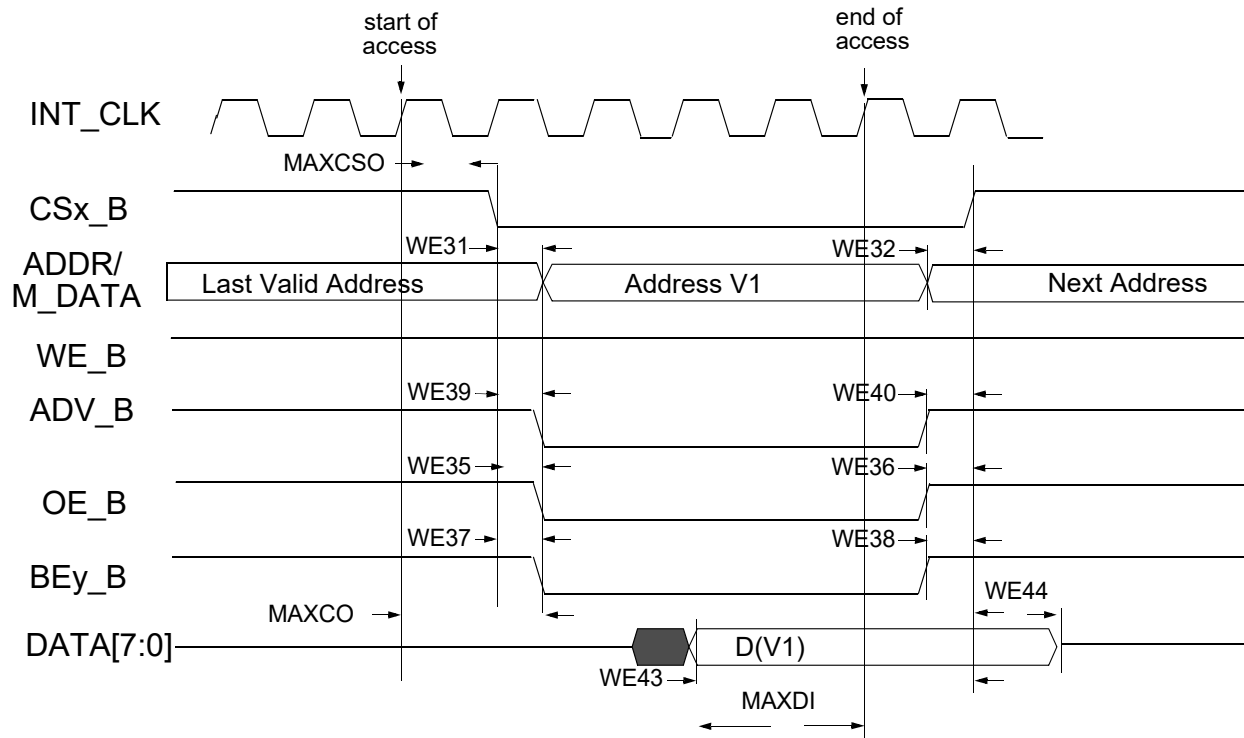 start of
access
end of
access
INT_CLK
MAXCSO
CSx_B
WE31
WE32
ADDR/
M_DATA
Last Valid Address
Address V1
Next Address
WE_B
WE39
WE40
ADV_B
WE35
WE36
OE_B
WE37
WE38
BEy_B
WE44
MAXCO
DATA[7:0]
D(V1)
WE43
MAXDI